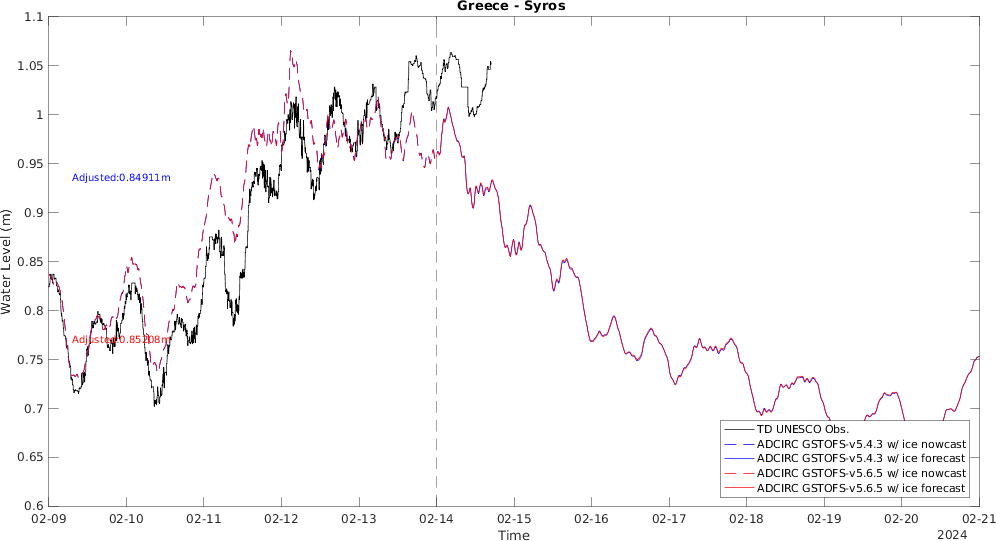 Greece - Syros
1.1
1.05
1
0.95
0.9
0.85
0.8
0.75
0.7
0.65
0.6
Water Level (m)
Adjusted:0.84911m
Adjusted:0.85208m
TD UNESCO Obs.
ADCIRC GSTOFS-v5.4.3 w/ ice nowcast
ADCIRC GSTOFS-v5.4.3 w/ ice forecast
ADCIRC GSTOFS-v5.6.5 w/ ice nowcast
ADCIRC GSTOFS-v5.6.5 w/ ice forecast
02-09 02-10 02-11 02-12 02-13 02-14 02-15 02-16 02-17 02-18 02-19 02-20 02-21
Time
2024